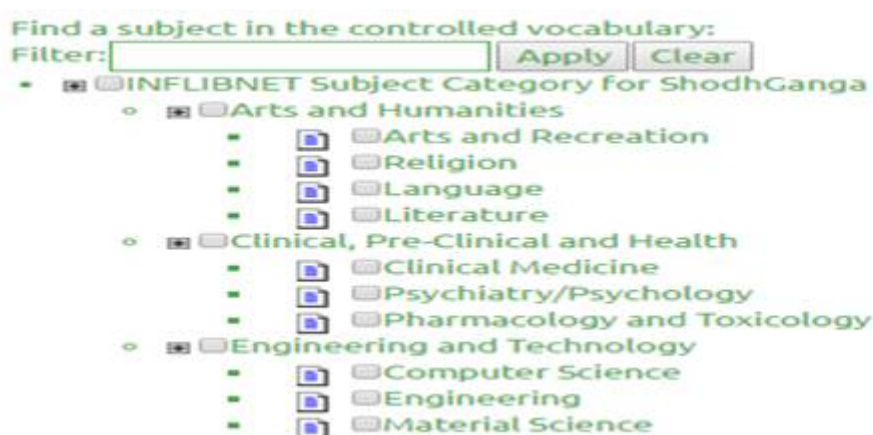 Find a subject in the controlled vocabulary:
Filter: Apply Clear
INFLIBNET Subject Category for ShodhGanga
Arts and Humanities
Arts and Recreation
Religion
Language
Literature
Clinical, Pre-Clinical and Health
Clinical Medicine
Psychiatry/Psychology
Pharmacology and Toxicology
Engineering and Technology
Computer Science
Engineering
Material Science